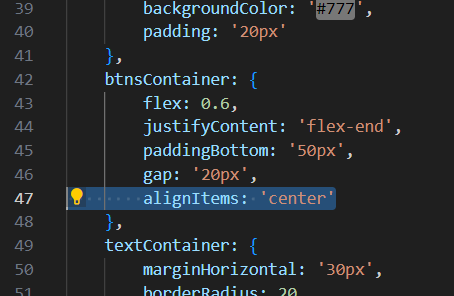 39 backgroundColor: '#777',
40 padding: '20px'
41 },
42 btnsContainer: {
43 flex: 0.6,
44 justifyContent: 'flex-end',
45 paddingBottom: '50px',
46 gap: '20px',
47 alignItems: 'center'
48 },
49 textContainer: {
50 marginHorizontal: '30px',
51 borderRadius: 20